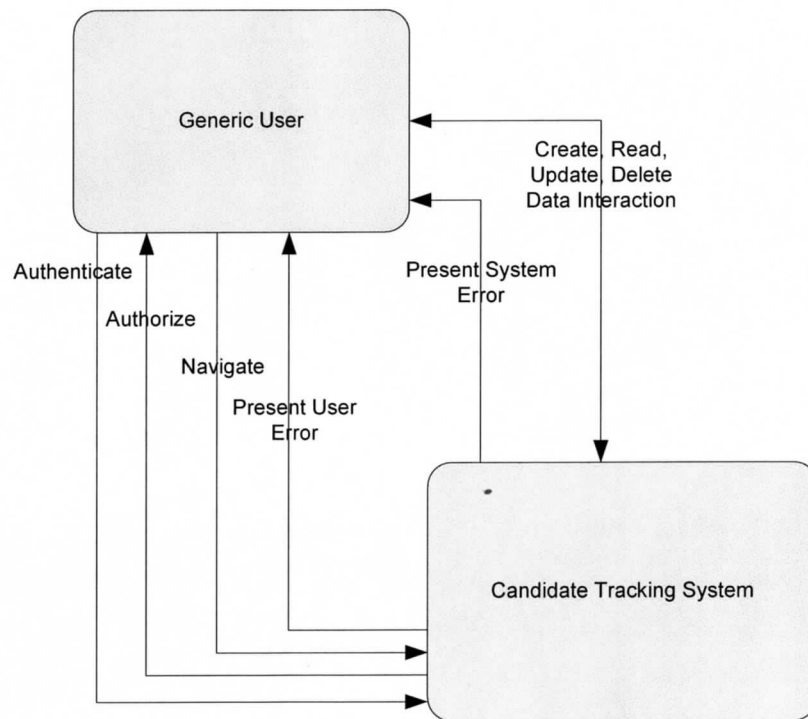 Generic User
Create, Read,
Update, Delete
Data Interaction
Authenticate
Present System
Error
Authorize
Navigate
Present User
Error
Candidate Tracking System